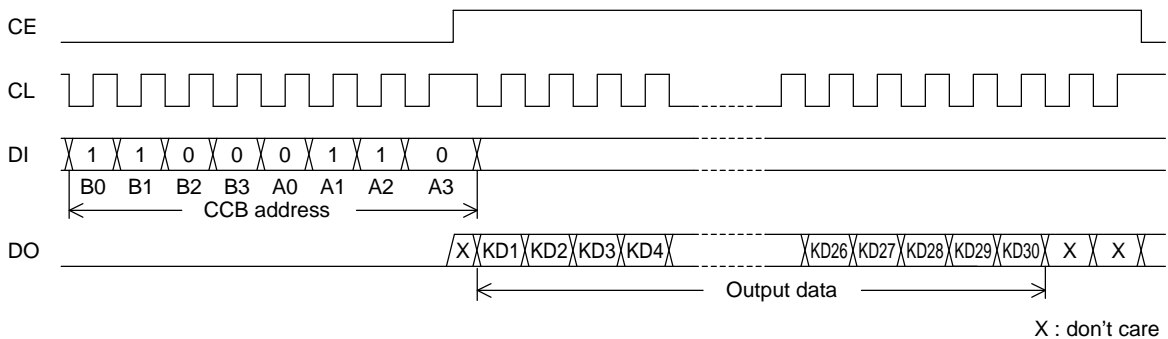 CE
CL
DI 1 1 0 0 0 1 1 0
B0 B1 B2 B3 A0 A1 A2 A3
CCB address
DO X KD1 KD2 KD3 KD4 KD26 KD27 KD28 KD29 KD30 X X
Output data
X : don't care